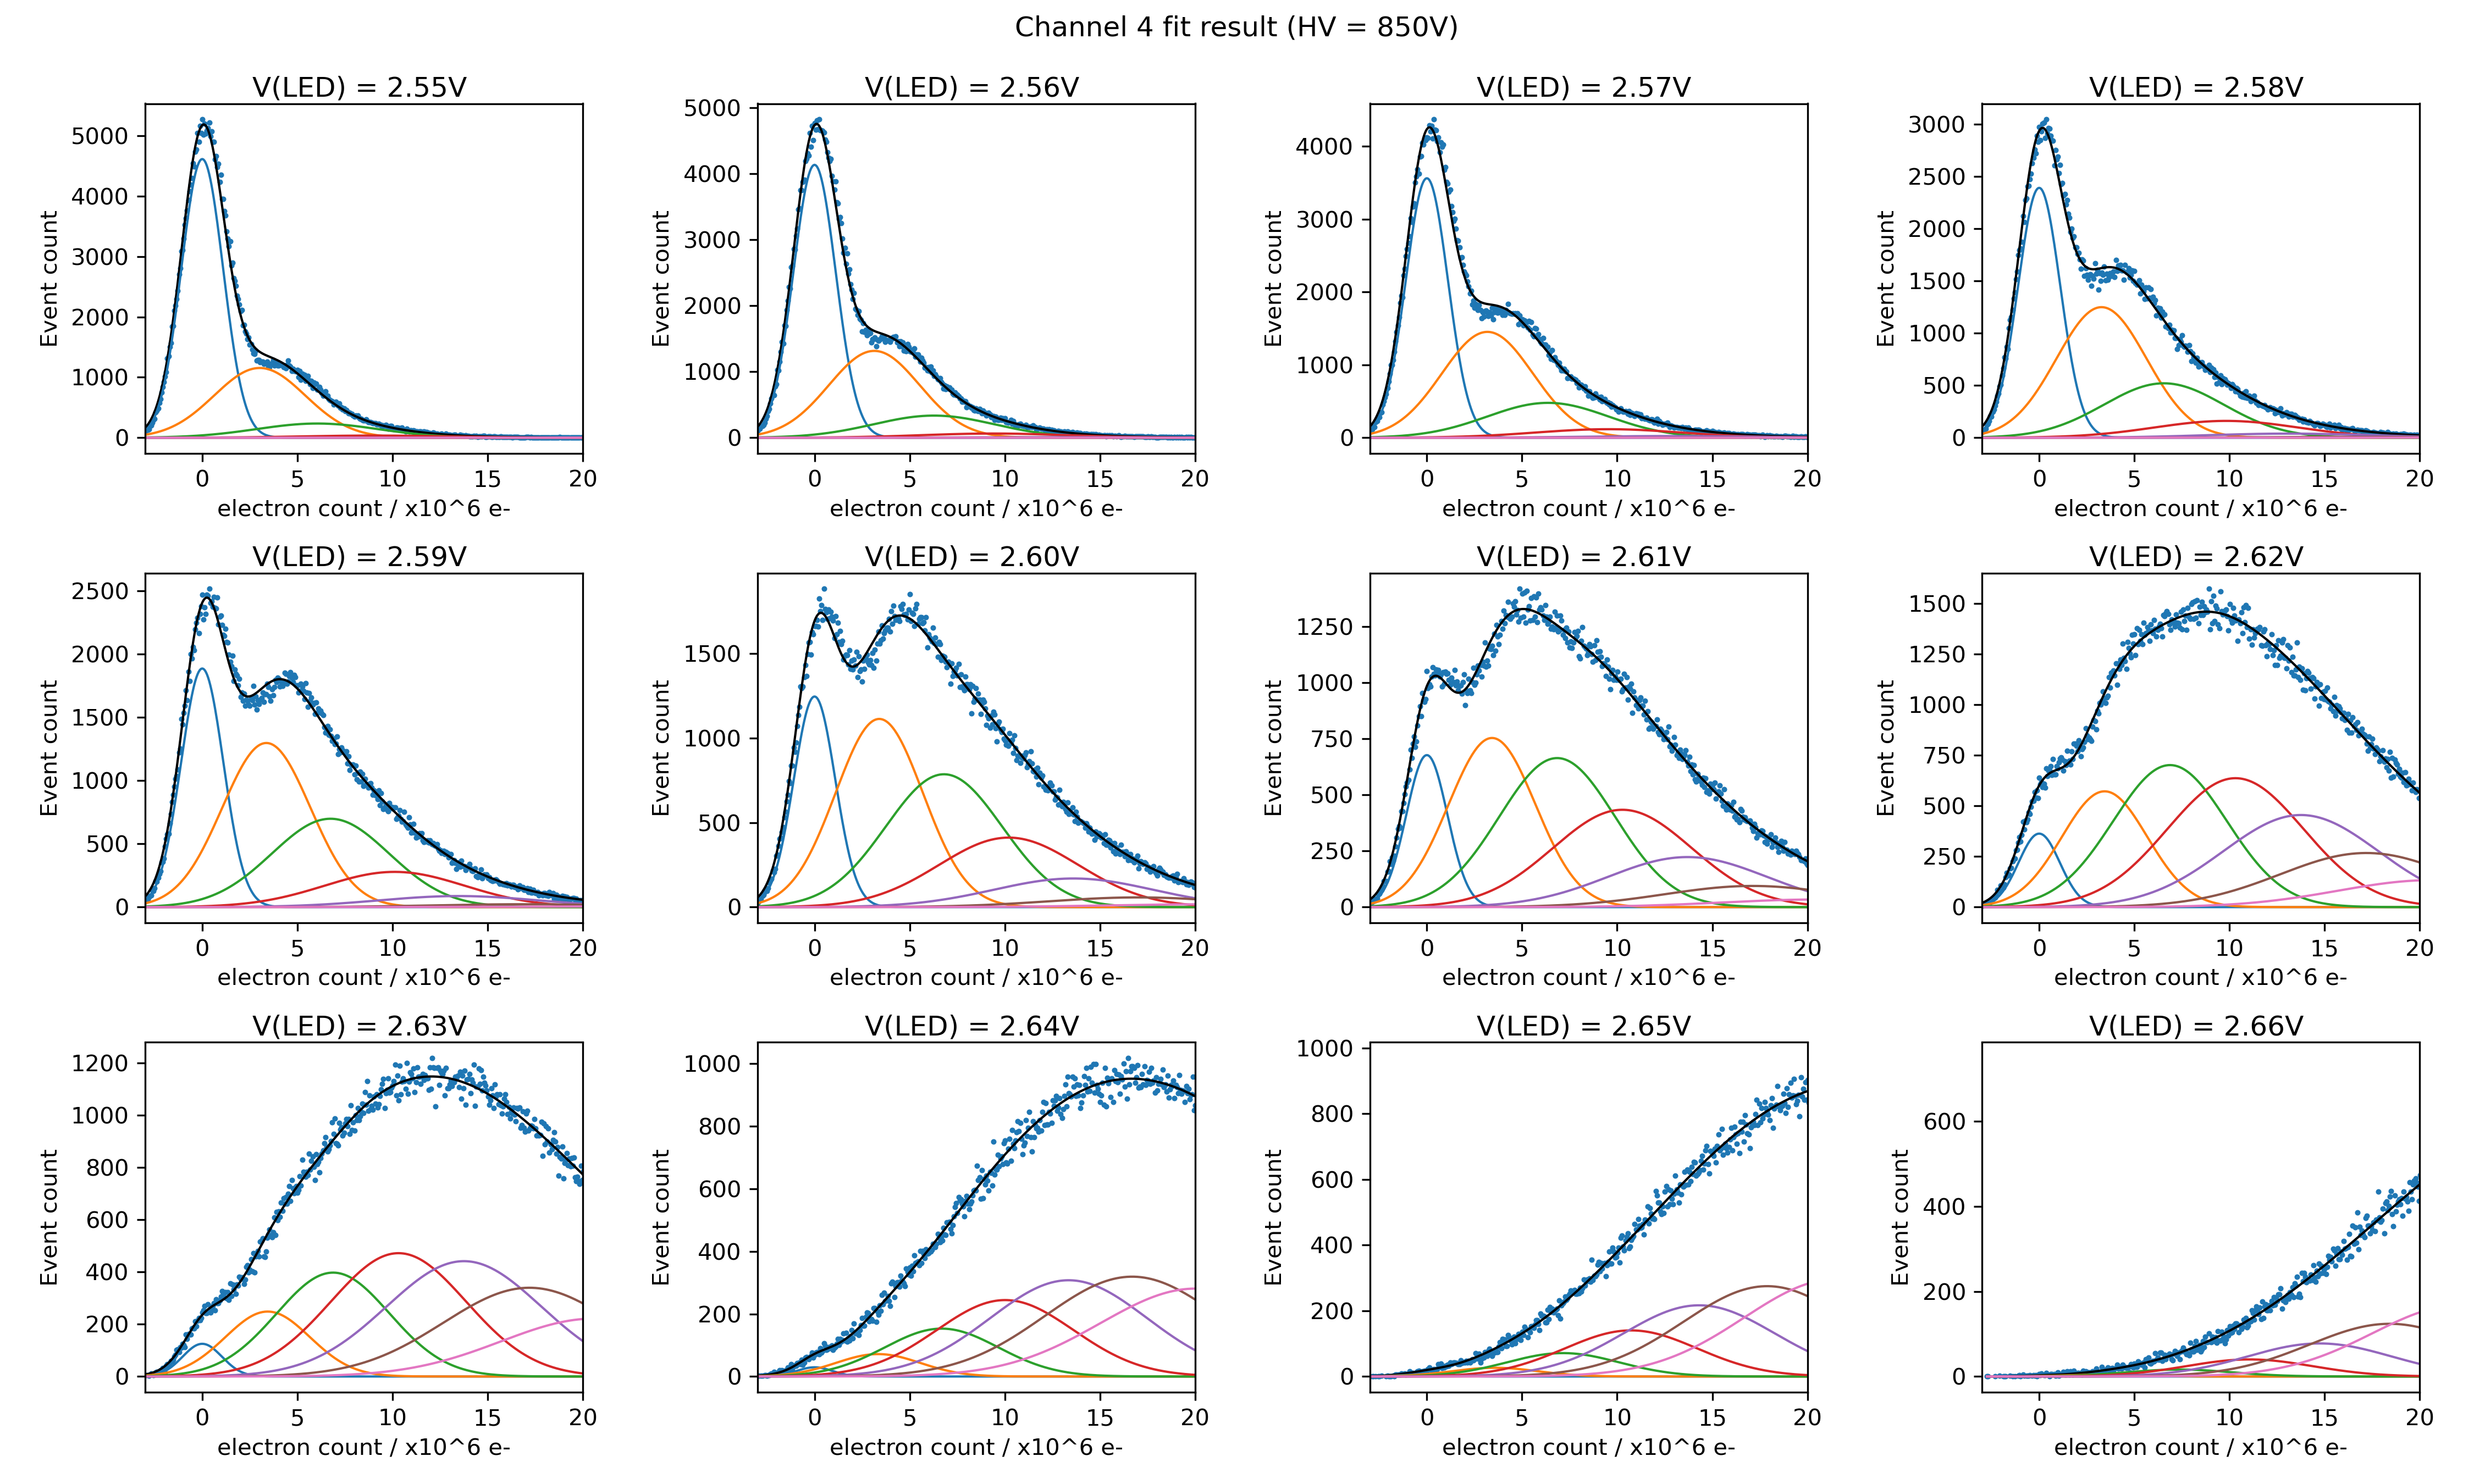 Channel 4 fit result (HV = 850V)
V(LED) = 2.55V
5000
4000
3000
2000
1000
0
Event count
0 5 10 15 20
electron count / x10^6 e-
V(LED) = 2.56V
5000
4000
3000
2000
1000
0
Event count
0 5 10 15 20
electron count / x10^6 e-
V(LED) = 2.57V
4000
3000
2000
1000
0
Event count
0 5 10 15 20
electron count / x10^6 e-
V(LED) = 2.58V
3000
2500
2000
1500
1000
500
0
Event count
0 5 10 15 20
electron count / x10^6 e-
V(LED) = 2.59V
2500
2000
1500
1000
500
0
Event count
0 5 10 15 20
electron count / x10^6 e-
V(LED) = 2.60V
1500
1000
500
0
Event count
0 5 10 15 20
electron count / x10^6 e-
V(LED) = 2.61V
1250
1000
750
500
250
0
Event count
0 5 10 15 20
electron count / x10^6 e-
V(LED) = 2.62V
1500
1250
1000
750
500
250
0
Event count
0 5 10 15 20
electron count / x10^6 e-
V(LED) = 2.63V
1200
1000
800
600
400
200
0
Event count
0 5 10 15 20
electron count / x10^6 e-
V(LED) = 2.64V
1000
800
600
400
200
0
Event count
0 5 10 15 20
electron count / x10^6 e-
V(LED) = 2.65V
1000
800
600
400
200
0
Event count
0 5 10 15 20
electron count / x10^6 e-
V(LED) = 2.66V
600
400
200
0
Event count
0 5 10 15 20
electron count / x10^6 e-